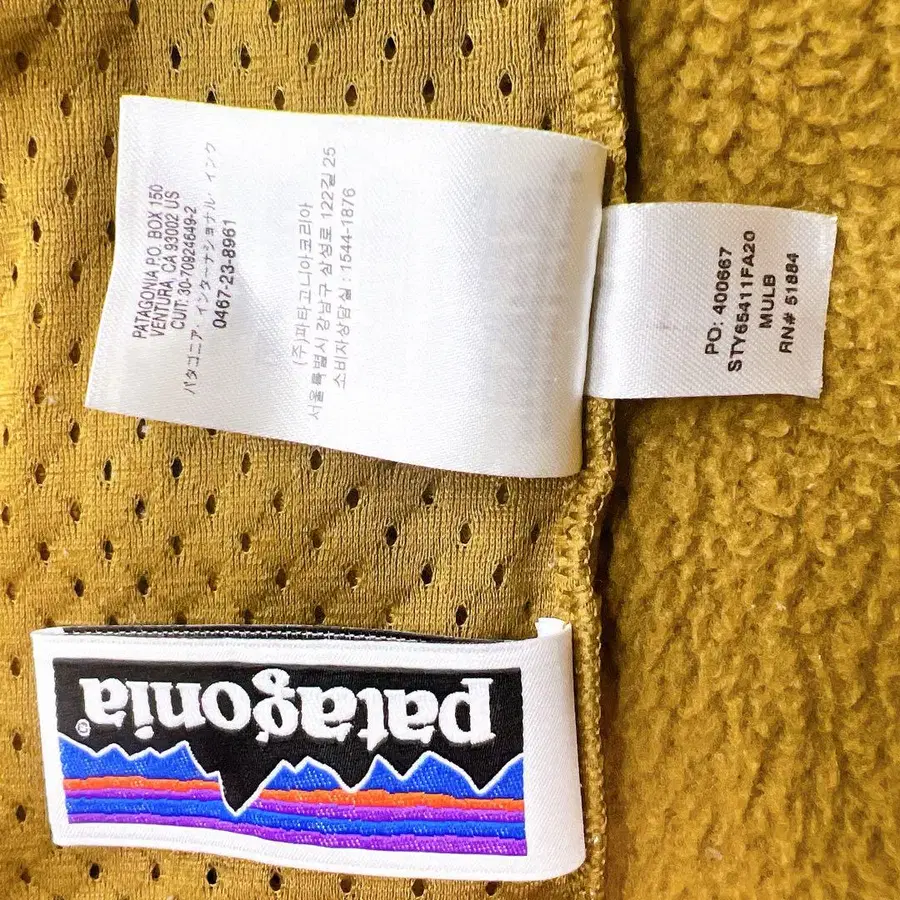 PATAGONIA P.O. BOX 150
VENTURA, CA 93002 US
CUIT: 30-70924649-2
パタゴニア・インターナショナル・インク
0467-23-8961
(주)파타고니아코리아
서울특별시 강남구 삼성로 122길 25
소비자상담실 : 1544-1876
PO: 400667
STY65411FA20
MULB
RN# 51884
patagonia®